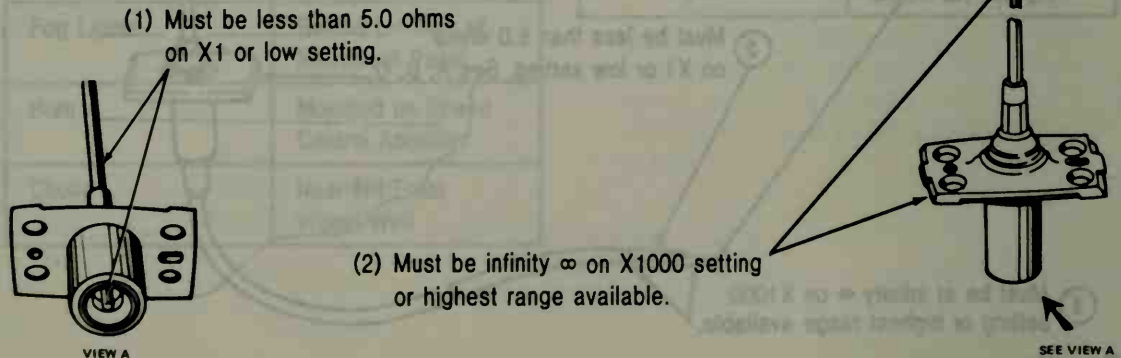 (1) Must be less than 5.0 ohms
on X1 or low setting.
(2) Must be infinity ∞ on X1000 setting
or highest range available.
VIEW A
SEE VIEW A